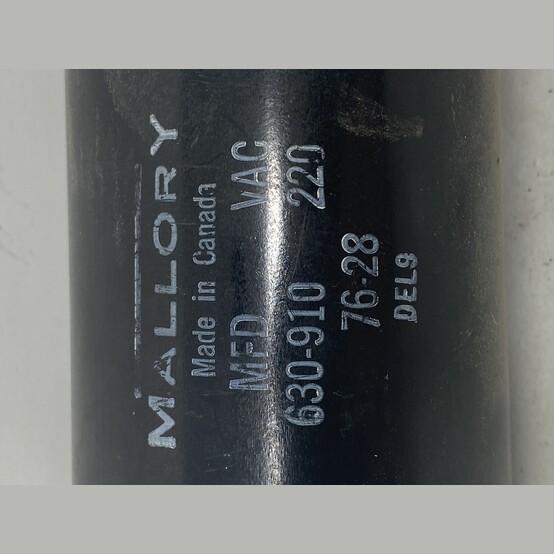 MALLORY
Made in Canada
MFD VAC
630-910 220
76-28
DEL9